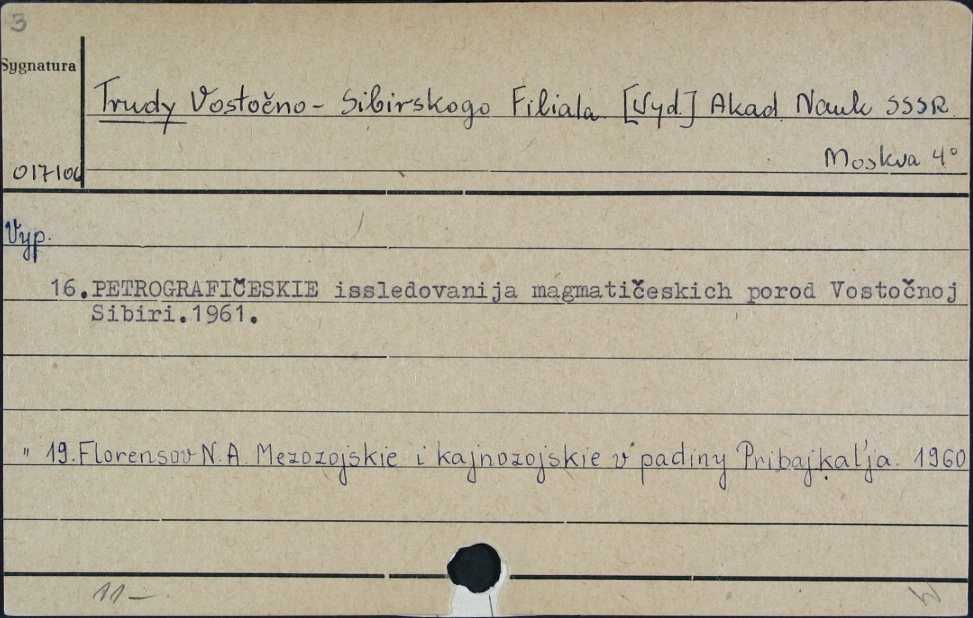 3
Sygnatura
Trudy Vostočno-Sibirskogo Filiala [Vyd.] Akad. Nauk SSSR.
Moskva 4°
017106
Vyp.
16. PETROGRAFIČESKIE issledovanija magmatičeskich porod Vostočnoj
Sibiri. 1961.
" 19. Florensov N. A. Mezozojskie i kajnozojskie v padiny Pribajkal'ja. 1960
11 –